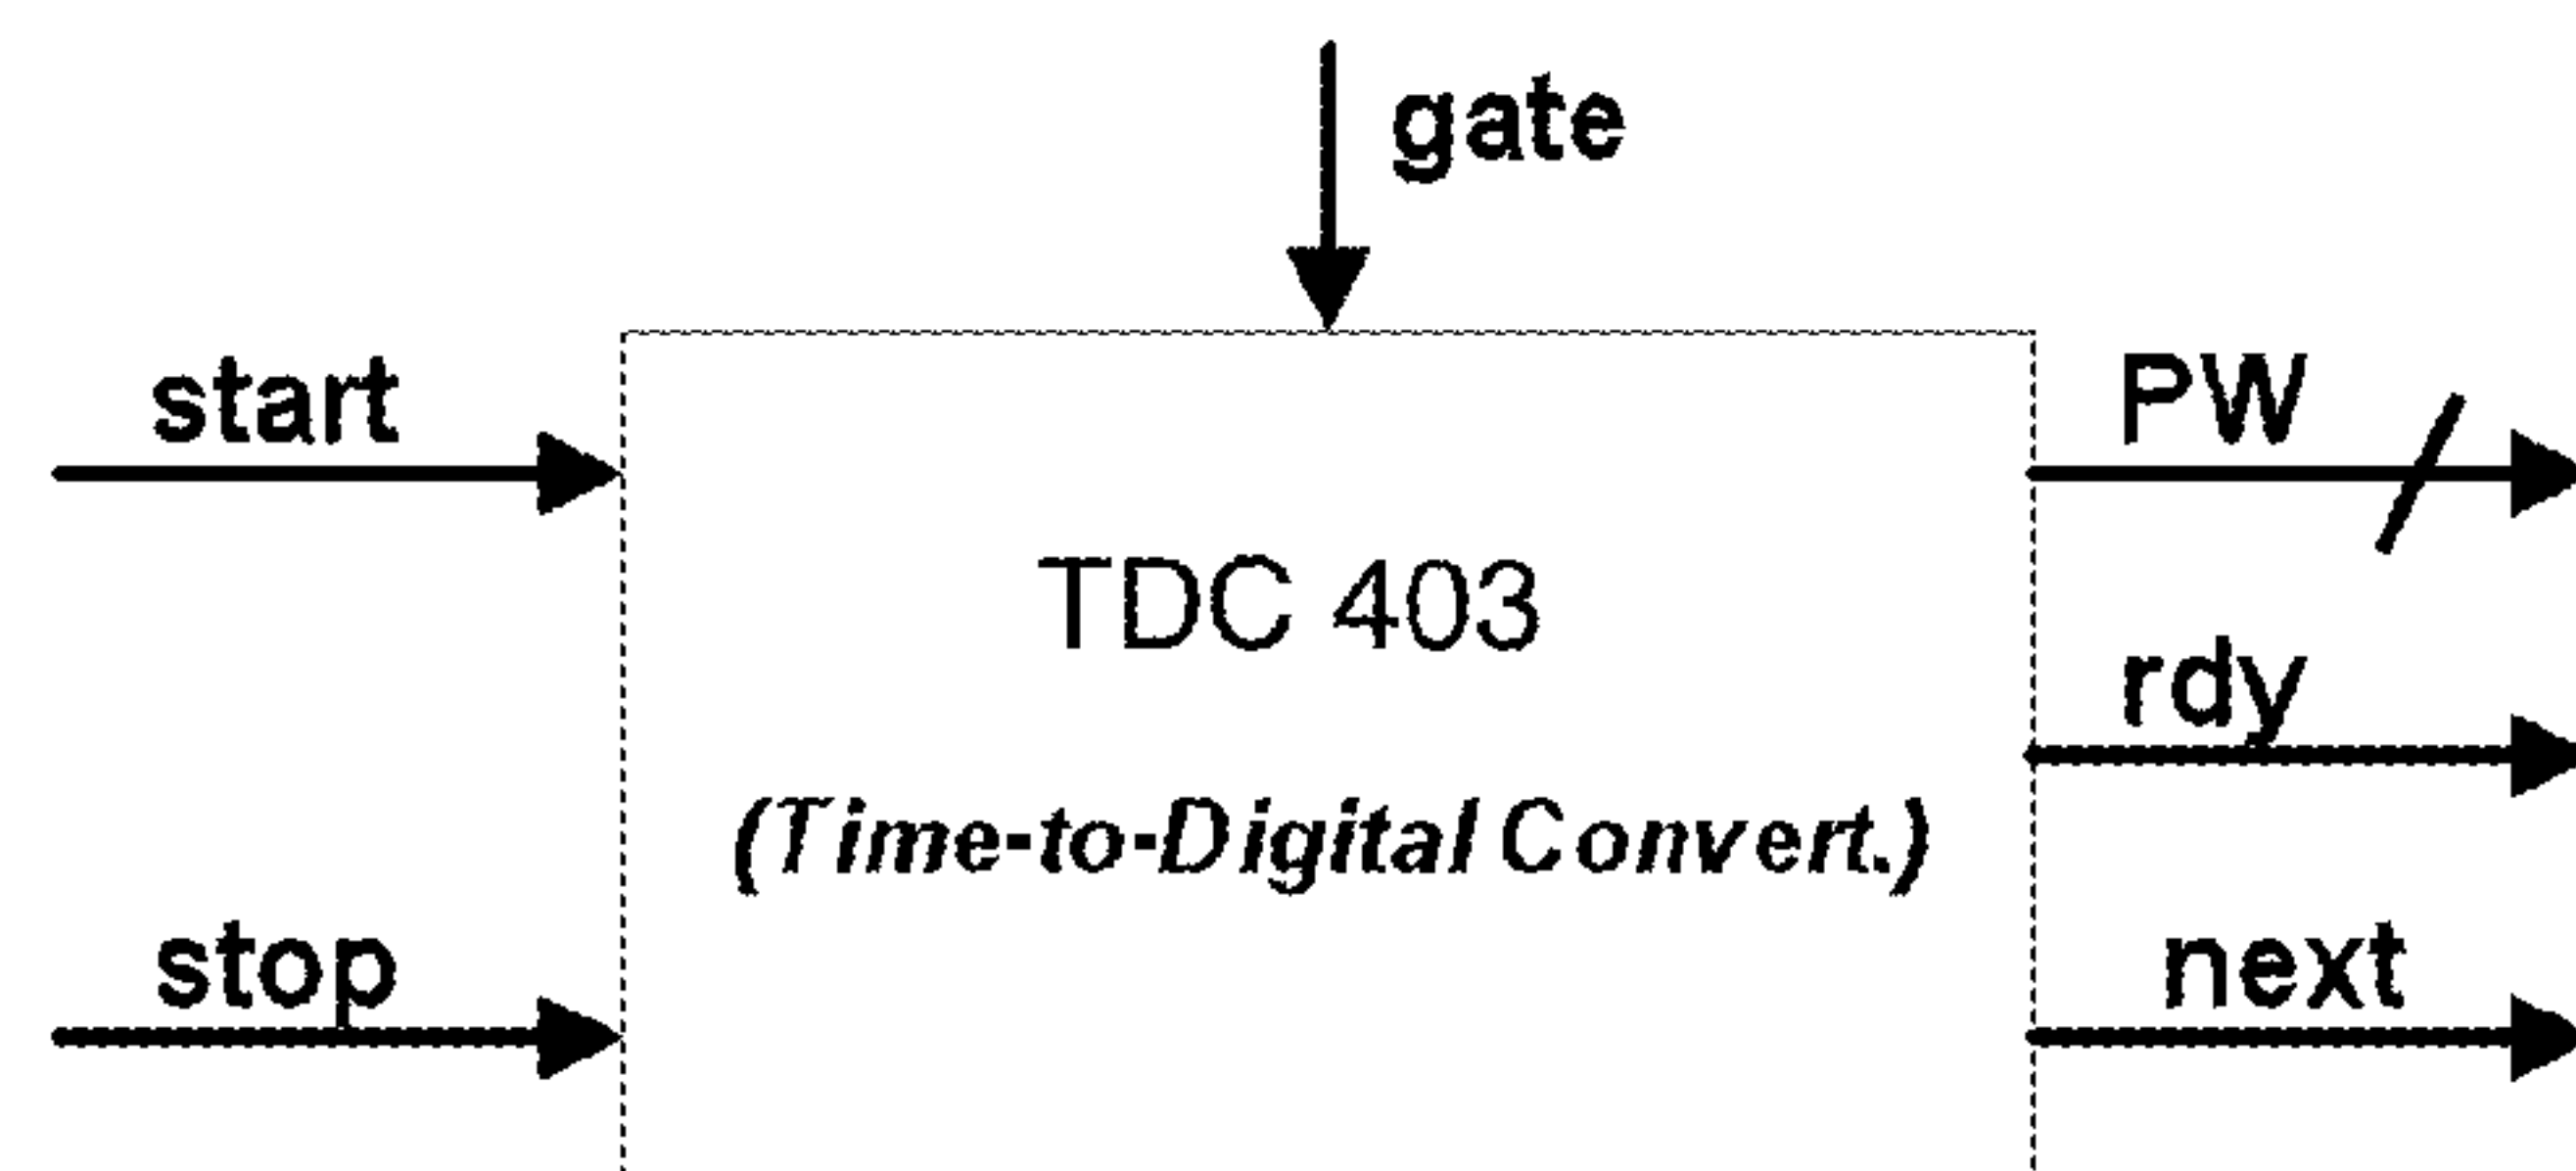 gate
start
PW
TDC 403
rdy
(Time-to-Digital Convert.)
stop
next